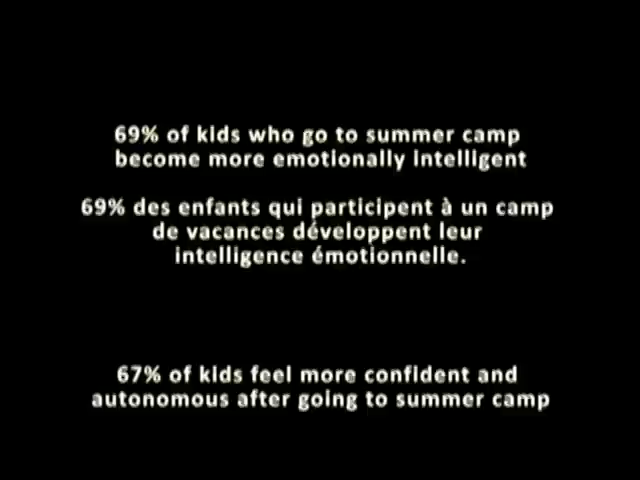 69% of kids who go to summer camp
become more emotionally intelligent
69% des enfants qui participent à un camp
de vacances développent leur
intelligence émotionnelle.
67% of kids feel more confident and
autonomous after going to summer camp